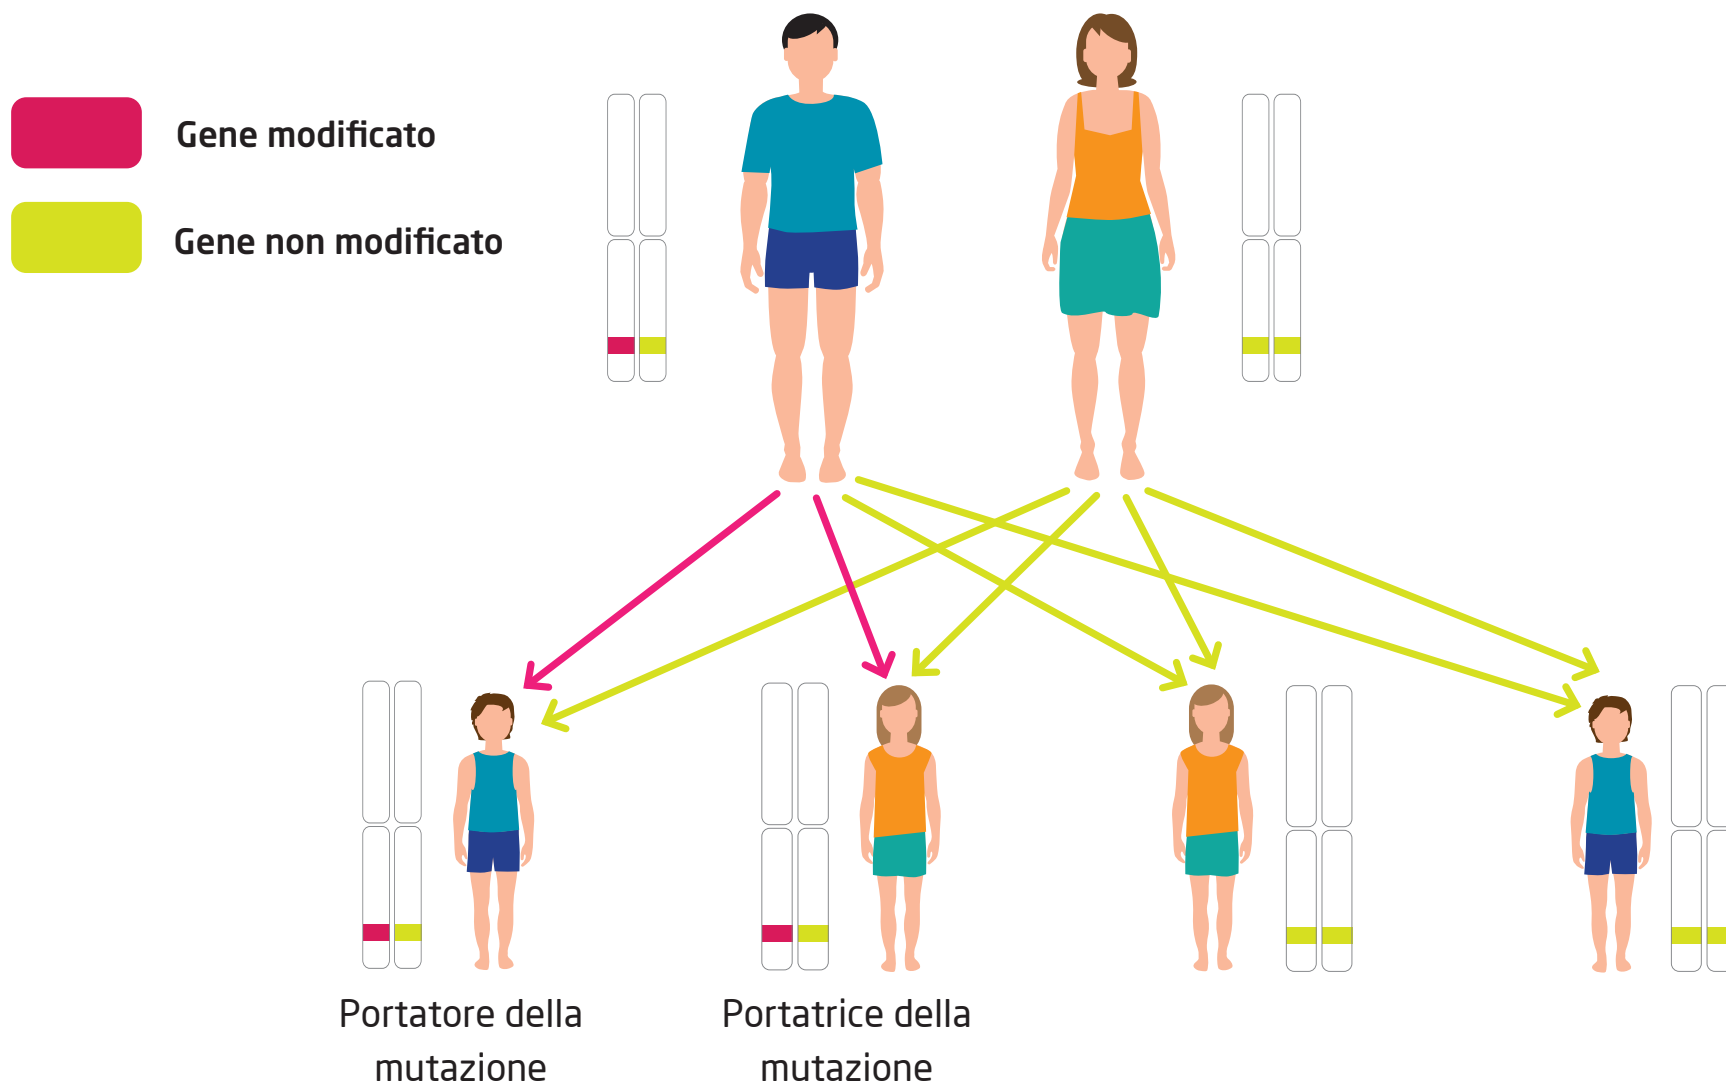 Gene modificato
Gene non modificato
Portatore della
mutazione
Portatrice della
mutazione